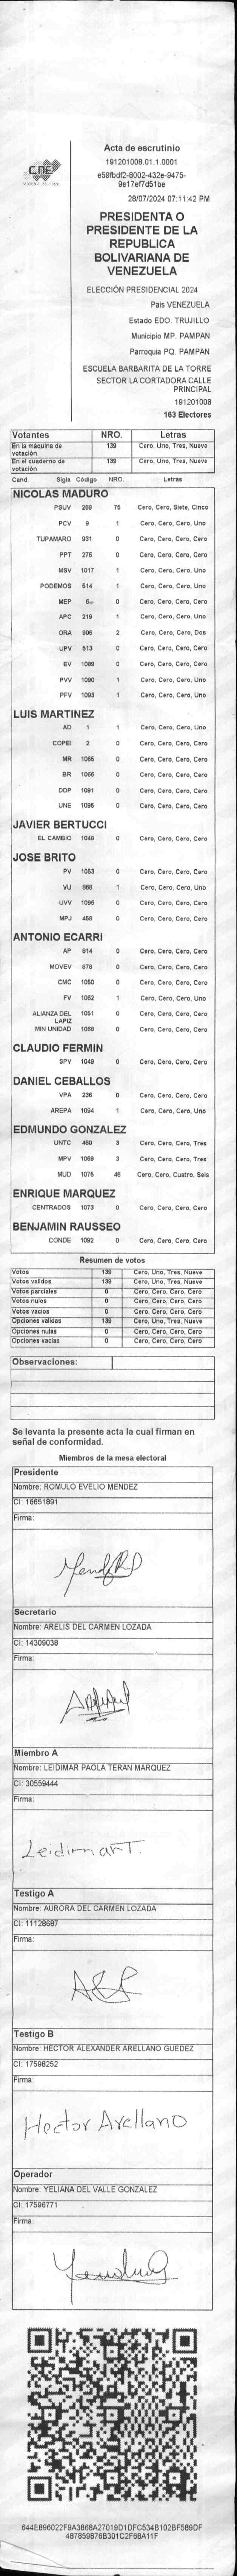 CNE
Acta de escrutinio
191201008.01.1.0001
e59fbdf2-8002-432e-9475-
9e17ef7d51be
28/07/2024 07:11:42 PM
PRESIDENTA O
PRESIDENTE DE LA
REPUBLICA
BOLIVARIANA DE
VENEZUELA
ELECCIÓN PRESIDENCIAL 2024
Pais VENEZUELA
Estado EDO. TRUJILLO
Municipio MP. PAMPAN
Parroquia PQ. PAMPAN
ESCUELA BARBARITA DE LA TORRE
SECTOR LA CORTADORA CALLE
PRINCIPAL
191201008
163 Electores
Votantes NRO. Letras
En la máquina de votación 139 Cero, Uno, Tres, Nueve
En el cuaderno de votación 139 Cero, Uno, Tres, Nueve
Cand. Sigla Código NRO. Letras
NICOLAS MADURO
PSUV 269 75 Cero, Cero, Siete, Cinco
PCV 9 1 Cero, Cero, Cero, Uno
TUPAMARO 931 0 Cero, Cero, Cero, Cero
PPT 276 0 Cero, Cero, Cero, Cero
MSV 1017 1 Cero, Cero, Cero, Uno
PODEMOS 614 1 Cero, Cero, Cero, Uno
MEP 6 0 Cero, Cero, Cero, Cero
APC 219 1 Cero, Cero, Cero, Uno
ORA 906 2 Cero, Cero, Cero, Dos
UPV 513 0 Cero, Cero, Cero, Cero
EV 1089 0 Cero, Cero, Cero, Cero
PVV 1090 1 Cero, Cero, Cero, Uno
PFV 1093 1 Cero, Cero, Cero, Uno
LUIS MARTINEZ
AD 1 1 Cero, Cero, Cero, Uno
COPEI 2 0 Cero, Cero, Cero, Cero
MR 1065 0 Cero, Cero, Cero, Cero
BR 1066 0 Cero, Cero, Cero, Cero
DDP 1091 0 Cero, Cero, Cero, Cero
UNE 1095 0 Cero, Cero, Cero, Cero
JAVIER BERTUCCI
EL CAMBIO 1048 0 Cero, Cero, Cero, Cero
JOSE BRITO
PV 1053 0 Cero, Cero, Cero, Cero
VU 868 1 Cero, Cero, Cero, Uno
UVV 1096 0 Cero, Cero, Cero, Cero
MPJ 458 0 Cero, Cero, Cero, Cero
ANTONIO ECARRI
AP 814 0 Cero, Cero, Cero, Cero
MOVEV 678 0 Cero, Cero, Cero, Cero
CMC 1050 0 Cero, Cero, Cero, Cero
FV 1052 1 Cero, Cero, Cero, Uno
ALIANZA DEL LAPIZ 1051 0 Cero, Cero, Cero, Cero
MIN UNIDAD 1068 0 Cero, Cero, Cero, Cero
CLAUDIO FERMIN
SPV 1049 0 Cero, Cero, Cero, Cero
DANIEL CEBALLOS
VPA 236 0 Cero, Cero, Cero, Cero
AREPA 1094 1 Cero, Cero, Cero, Uno
EDMUNDO GONZALEZ
UNTC 460 3 Cero, Cero, Cero, Tres
MPV 1069 3 Cero, Cero, Cero, Tres
MUD 1075 46 Cero, Cero, Cuatro, Seis
ENRIQUE MARQUEZ
CENTRADOS 1073 0 Cero, Cero, Cero, Cero
BENJAMIN RAUSSEO
CONDE 1092 0 Cero, Cero, Cero, Cero
Resumen de votos
Votos 139 Cero, Uno, Tres, Nueve
Votos validos 139 Cero, Uno, Tres, Nueve
Votos parciales 0 Cero, Cero, Cero, Cero
Votos nulos 0 Cero, Cero, Cero, Cero
Votos vacios 0 Cero, Cero, Cero, Cero
Opciones validas 139 Cero, Uno, Tres, Nueve
Opciones nulas 0 Cero, Cero, Cero, Cero
Opciones vacias 0 Cero, Cero, Cero, Cero
Observaciones:
Se levanta la presente acta la cual firman en
señal de conformidad.
Miembros de la mesa electoral
Presidente
Nombre: ROMULO EVELIO MENDEZ
CI: 16651891
Firma:
Secretario
Nombre: ARELIS DEL CARMEN LOZADA
CI: 14309038
Firma:
Miembro A
Nombre: LEIDIMAR PAOLA TERAN MARQUEZ
CI: 30559444
Firma:
Leidimar T.
Testigo A
Nombre: AURORA DEL CARMEN LOZADA
CI: 11128687
Firma:
Testigo B
Nombre: HECTOR ALEXANDER ARELLANO GUEDEZ
CI: 17598252
Firma:
Hector Arellano
Operador
Nombre: YELIANA DEL VALLE GONZALEZ
CI: 17596771
Firma:
644E896022F9A3868A27019D1DFC534B102BF589DF
487859876B301C2F68A11F